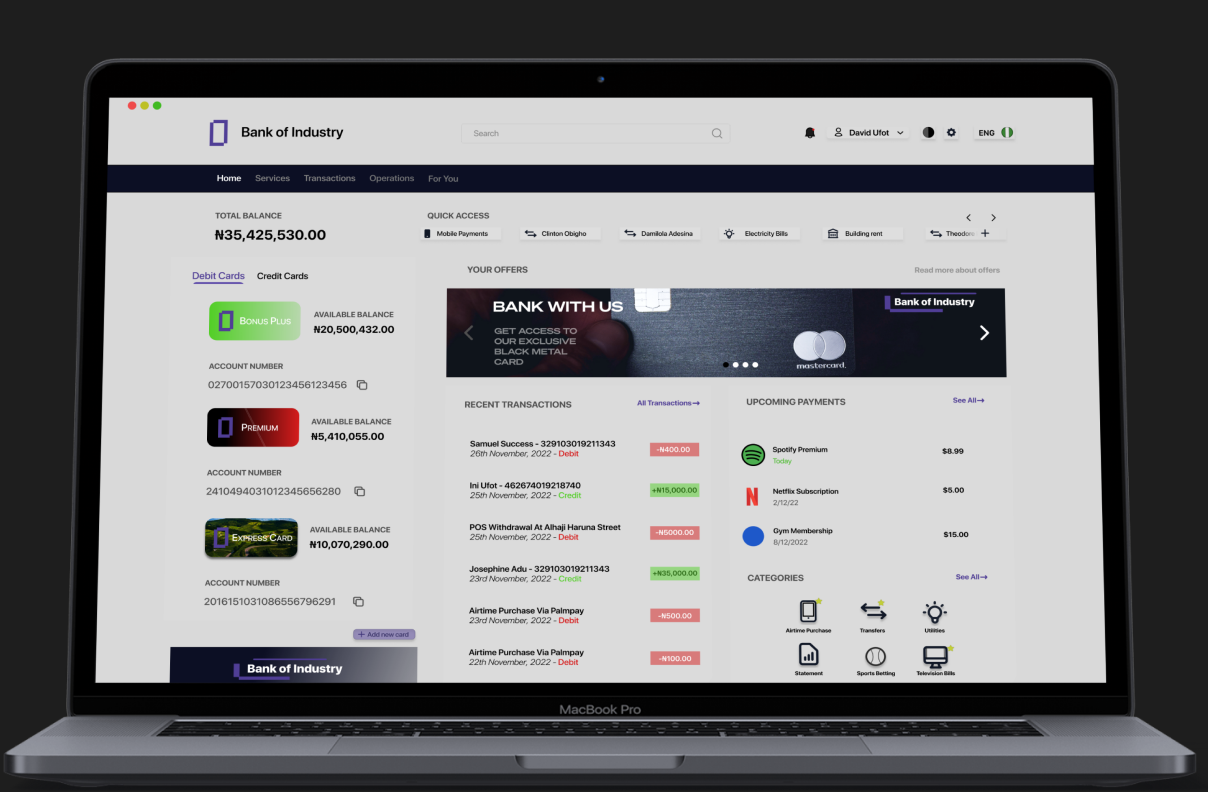 Bank of Industry
Search
David Ufot
ENG
Home Services Transactions Operations For You
TOTAL BALANCE
₦35,425,530.00
QUICK ACCESS
Mobile Payments Clinton Obigho Damilola Adesina Electricity Bills Building rent Theodore
Debit Cards Credit Cards
BONUS PLUS
AVAILABLE BALANCE
₦20,500,432.00
ACCOUNT NUMBER
02700157030123456123456
PREMIUM
AVAILABLE BALANCE
₦5,410,055.00
ACCOUNT NUMBER
2410494031012345656280
EXPRESS CARD
AVAILABLE BALANCE
₦10,070,290.00
ACCOUNT NUMBER
2016151031086556796291
+ Add new card
Bank of Industry
YOUR OFFERS
Read more about offers
BANK WITH US
GET ACCESS TO
OUR EXCLUSIVE
BLACK METAL
CARD
mastercard.
Bank of Industry
RECENT TRANSACTIONS
All Transactions→
Samuel Success - 329103019211343
26th November, 2022 - Debit
-₦400.00
Ini Ufot - 462674019218740
25th November, 2022 - Credit
+₦15,000.00
POS Withdrawal At Alhaji Haruna Street
25th November, 2022 - Debit
-₦5000.00
Josephine Adu - 329103019211343
23rd November, 2022 - Credit
+₦35,000.00
Airtime Purchase Via Palmpay
23rd November, 2022 - Debit
-₦500.00
Airtime Purchase Via Palmpay
22th November, 2022 - Debit
-₦100.00
UPCOMING PAYMENTS
See All→
Spotify Premium
Today
$8.99
N
Netflix Subscription
2/12/22
$5.00
Gym Membership
8/12/2022
$15.00
CATEGORIES
See All→
Airtime Purchase Transfers Utilities
Statement Sports Betting Television Bills
MacBook Pro